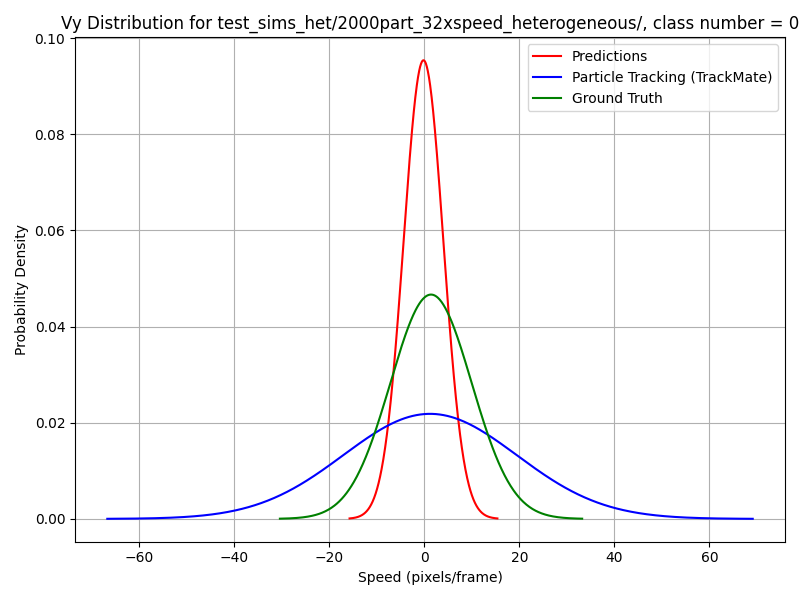 Vy Distribution for test_sims_het/2000part_32xspeed_heterogeneous/, class number = 0
Predictions
Particle Tracking (TrackMate)
Ground Truth
Probability Density
0.10
0.08
0.06
0.04
0.02
0.00
−60
−40
−20
0
20
40
60
Speed (pixels/frame)